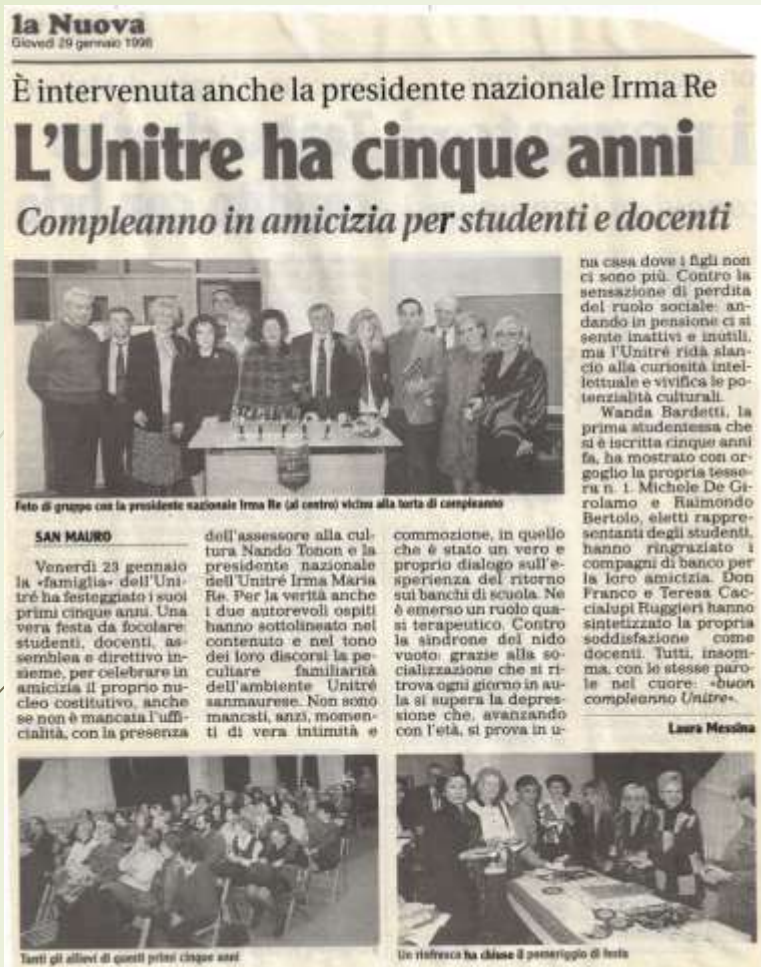 la Nuova
Giovedì 29 gennaio 1998
È intervenuta anche la presidente nazionale Irma Re
L'Unitre ha cinque anni
Compleanno in amicizia per studenti e docenti
Foto di gruppo con la presidente nazionale Irma Re (al centro) vicino alla torta di compleanno
SAN MAURO
Venerdì 23 gennaio
la «famiglia» dell'Uni-
tré ha festeggiato i suoi
primi cinque anni. Una
vera festa da focolare:
studenti, docenti, as-
semblea e direttivo in-
sieme, per celebrare in
amicizia il proprio nu-
cleo costitutivo, anche
se non è mancata l'uffi-
cialità, con la presenza
dell'assessore alla cul-
tura Nando Tonon e la
presidente nazionale
dell'Unitré Irma Maria
Re. Per la verità anche
i due autorevoli ospiti
hanno sottolineato nel
contenuto e nel tono
dei loro discorsi la pe-
culiare familiarità
dell'ambiente Unitré
sanmaurese. Non sono
mancati, anzi, momen-
ti di vera intimità e
commozione, in quello
che è stato un vero e
proprio dialogo sull'e-
sperienza del ritorno
sui banchi di scuola. Ne
è emerso un ruolo qua-
si terapeutico. Contro
la sindrome del nido
vuoto: grazie alla so-
cializzazione che si ri-
trova ogni giorno in au-
la si supera la depres-
sione che, avanzando
con l'età, si prova in u-
na casa dove i figli non
ci sono più. Contro la
sensazione di perdita
del ruolo sociale: an-
dando in pensione ci si
sente inattivi e inutili,
ma l'Unitré ridà slan-
cio alla curiosità intel-
lettuale e vivifica le po-
tenzialità culturali.
Wanda Bardetti, la
prima studentessa che
si è iscritta cinque anni
fa, ha mostrato con or-
goglio la propria tesse-
ra n. 1. Michele De Gi-
rolamo e Raimondo
Bertolo, eletti rappre-
sentanti degli studenti,
hanno ringraziato i
compagni di banco per
la loro amicizia. Don
Franco e Teresa Cac-
cialupi Ruggieri hanno
sintetizzato la propria
soddisfazione come
docenti. Tutti, insom-
ma, con le stesse paro-
le nel cuore: «buon
compleanno Unitre».
Laura Messina
Tanti gli allievi di questi primi cinque anni
Un rinfresco ha chiuso il pomeriggio di festa